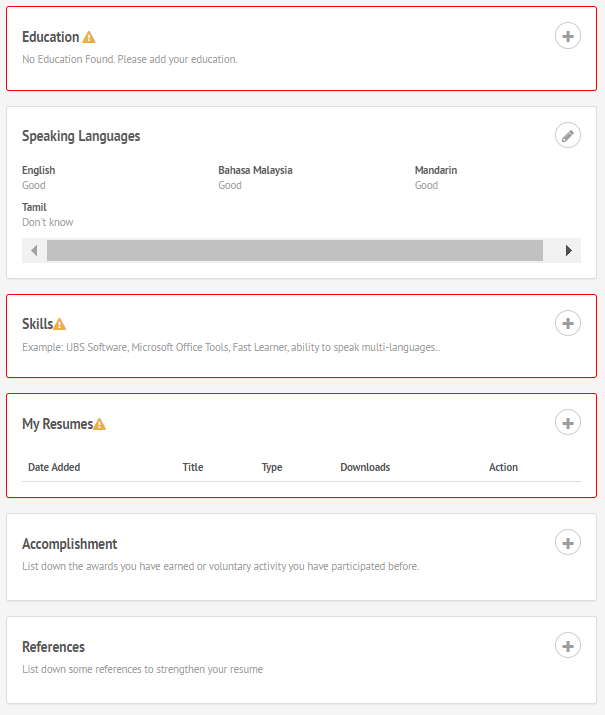 Education
No Education Found. Please add your education.
Speaking Languages
English Bahasa Malaysia Mandarin
Good Good Good
Tamil
Don't know
Skills
Example: UBS Software, Microsoft Office Tools, Fast Learner, ability to speak multi-languages..
My Resumes
Date Added Title Type Downloads Action
Accomplishment
List down the awards you have earned or voluntary activity you have participated before.
References
List down some references to strengthen your resume